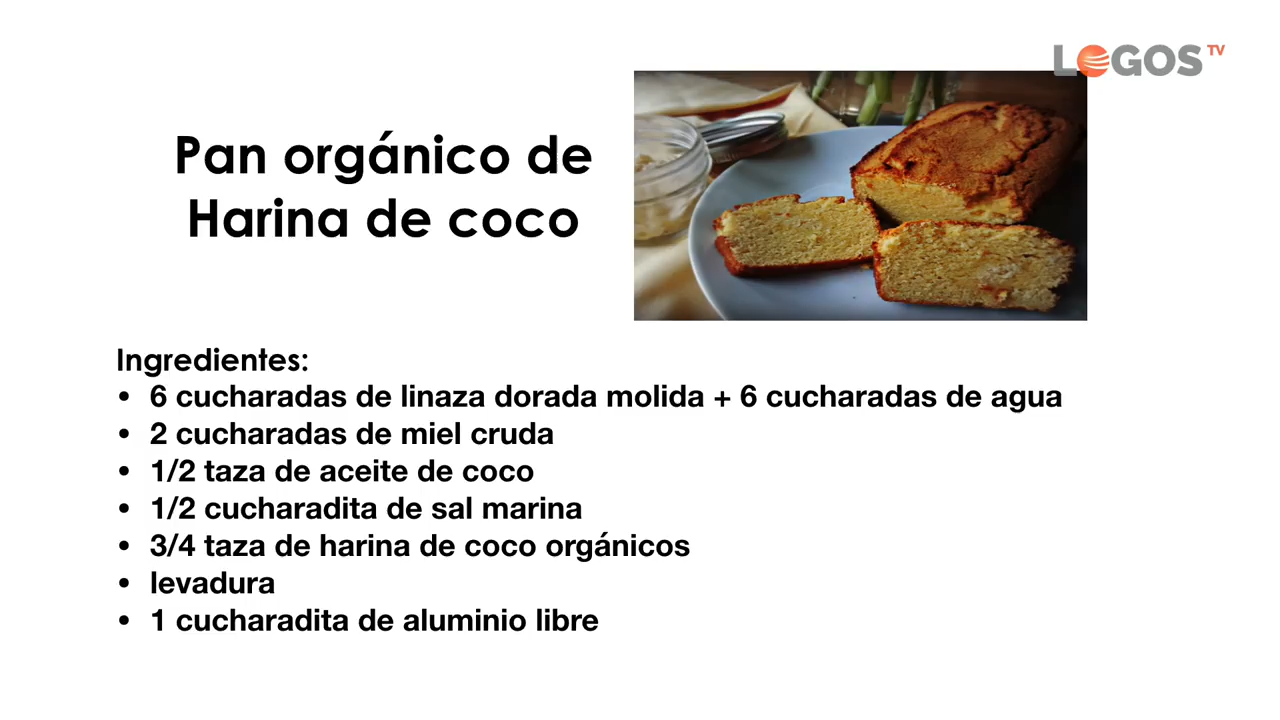 LOGOS TV
Pan orgánico de
Harina de coco
Ingredientes:
• 6 cucharadas de linaza dorada molida + 6 cucharadas de agua
• 2 cucharadas de miel cruda
• 1/2 taza de aceite de coco
• 1/2 cucharadita de sal marina
• 3/4 taza de harina de coco orgánicos
• levadura
• 1 cucharadita de aluminio libre